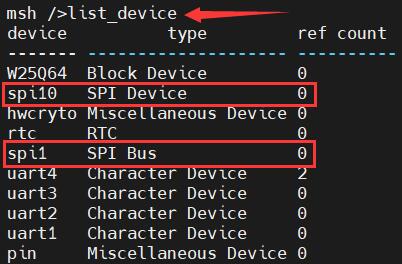 msh />list_device
device type ref count
------- -------------------- ----------
W25Q64 Block Device 0
spi10 SPI Device 0
hwcryto Miscellaneous Device 0
rtc RTC 0
spi1 SPI Bus 0
uart4 Character Device 2
uart3 Character Device 0
uart2 Character Device 0
uart1 Character Device 0
pin Miscellaneous Device 0